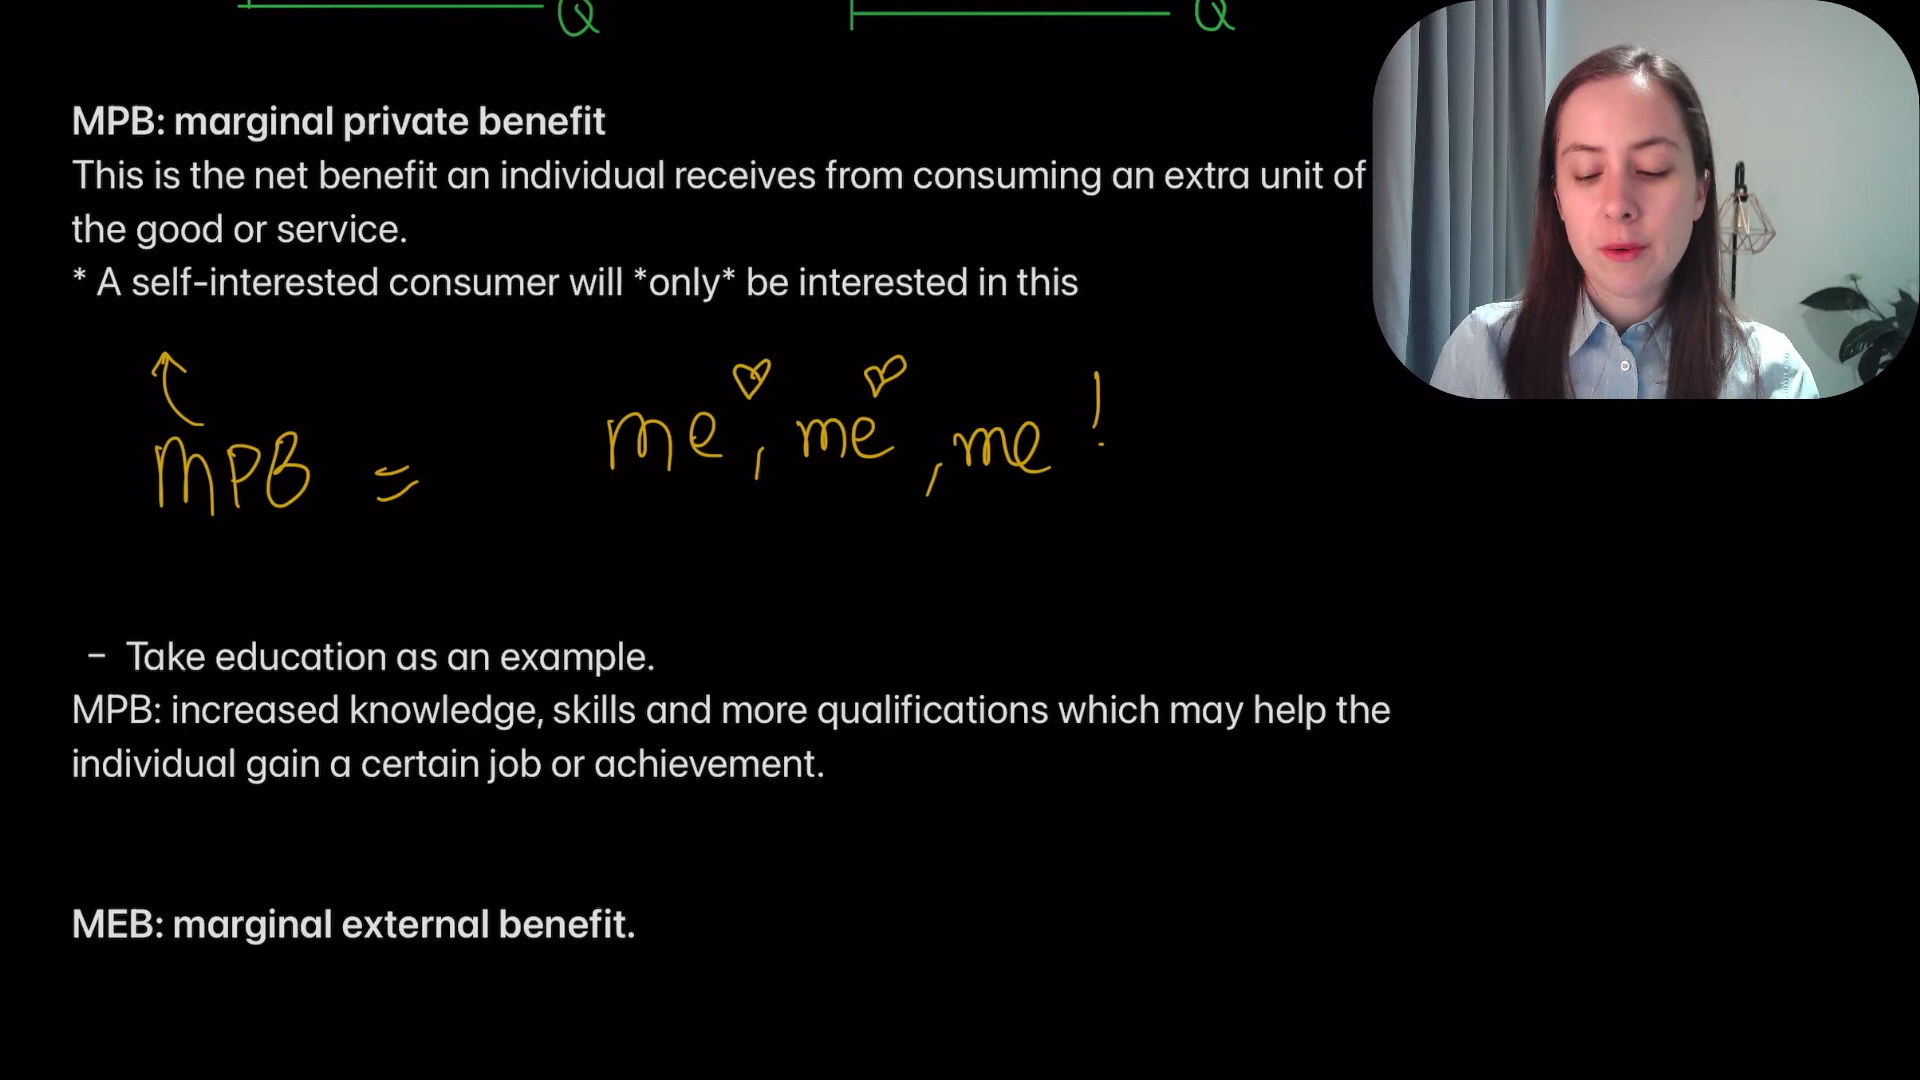 Q Q
MPB: marginal private benefit
This is the net benefit an individual receives from consuming an extra unit of
the good or service.
* A self-interested consumer will *only* be interested in this
MPB = me, me, me!
– Take education as an example.
MPB: increased knowledge, skills and more qualifications which may help the
individual gain a certain job or achievement.
MEB: marginal external benefit.